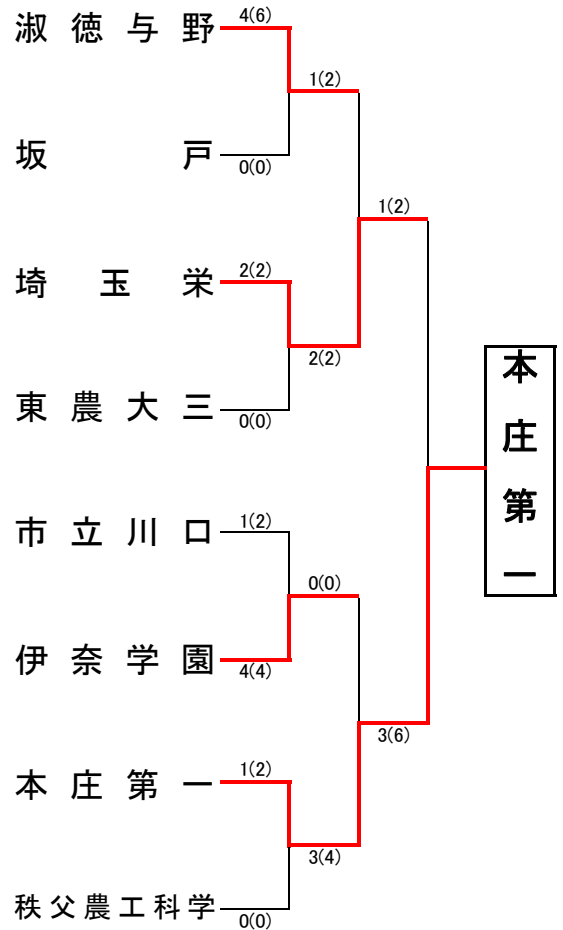 淑徳与野
4(6)
1(2)
坂戸
0(0)
1(2)
埼玉栄
2(2)
2(2)
東農大三
0(0)
本庄第一
市立川口
1(2)
0(0)
伊奈学園
4(4)
3(6)
本庄第一
1(2)
3(4)
秩父農工科学
0(0)